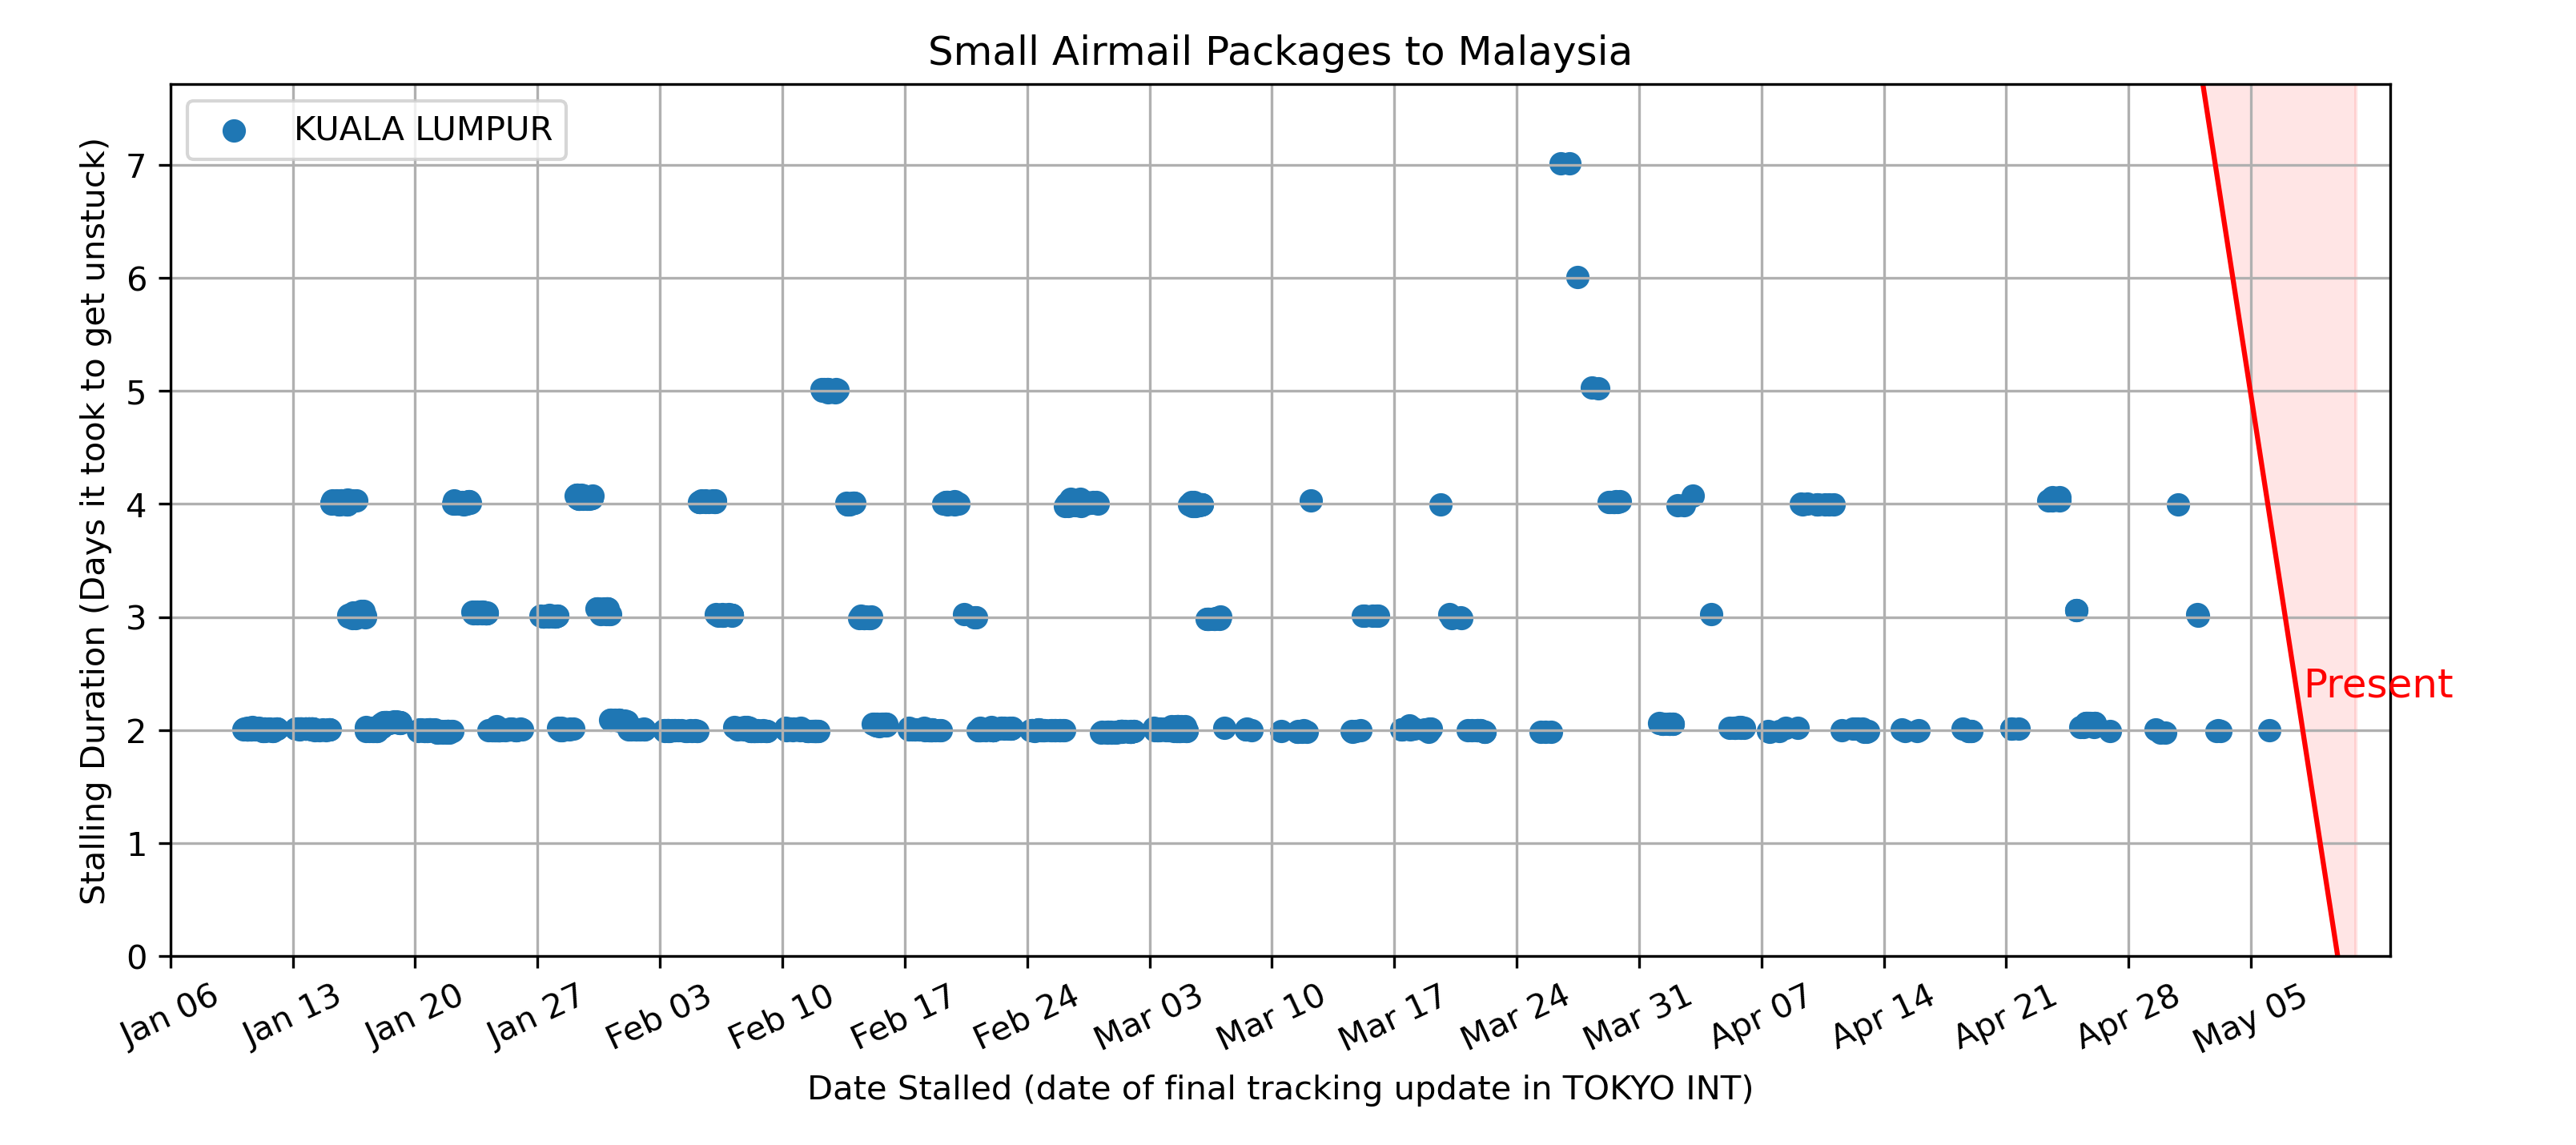 Small Airmail Packages to Malaysia
KUALA LUMPUR
Stalling Duration (Days it took to get unstuck)
7
6
5
4
3
2
1
0
Present
Jan 06
Jan 13
Jan 20
Jan 27
Feb 03
Feb 10
Feb 17
Feb 24
Mar 03
Mar 10
Mar 17
Mar 24
Mar 31
Apr 07
Apr 14
Apr 21
Apr 28
May 05
Date Stalled (date of final tracking update in TOKYO INT)